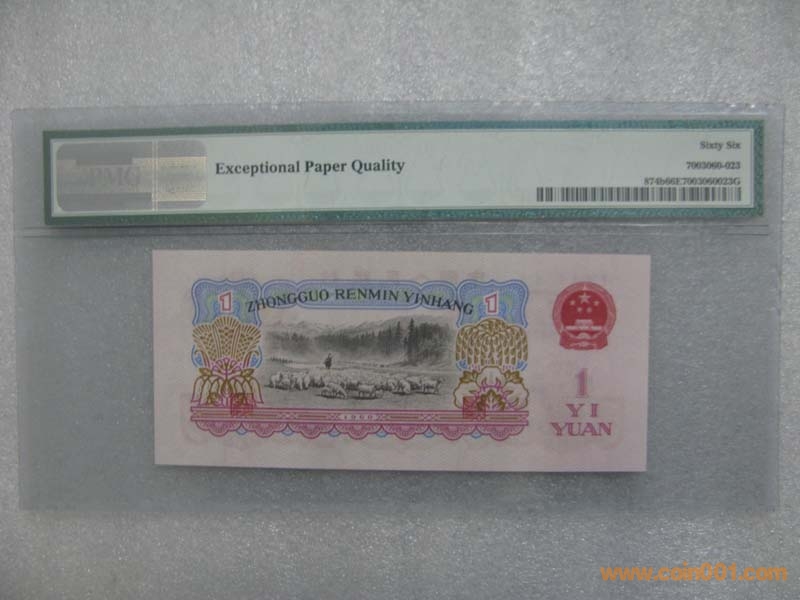 PMG
Exceptional Paper Quality
Sixty Six
7003060-023
874b66E7003060023G
1
ZHONGGUO RENMIN YINHANG
1
1960
1
YI
YUAN
www.coin001.com